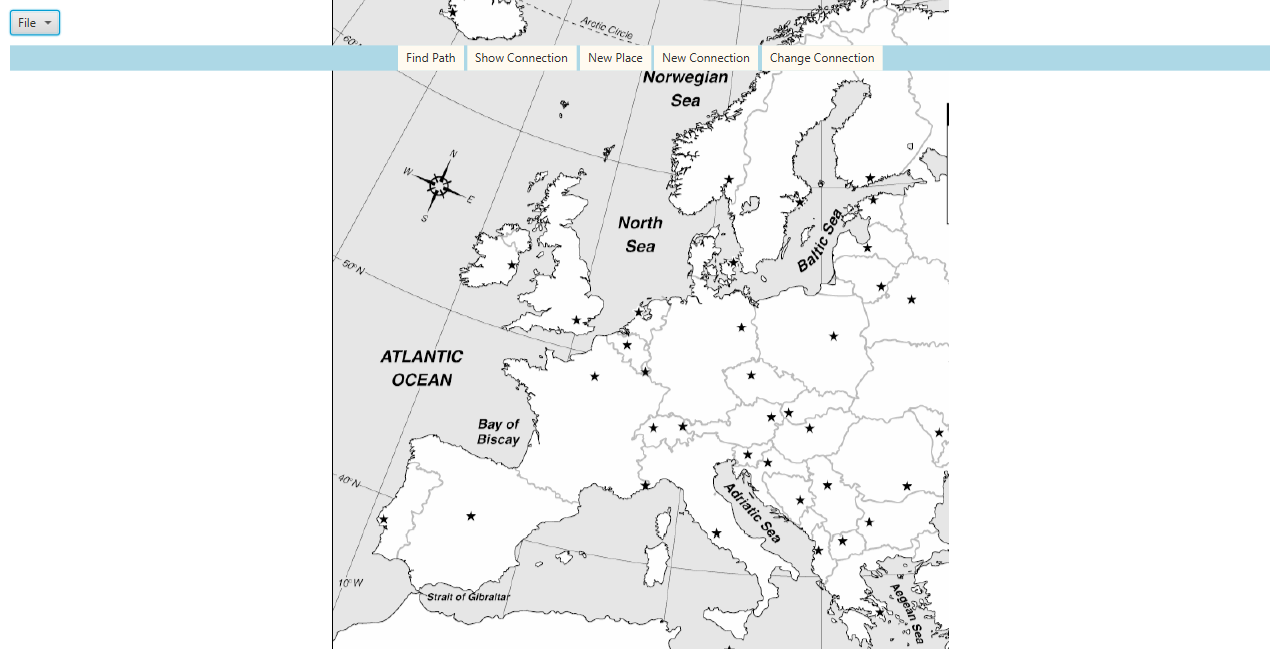 File
Arctic Circle
60°
Find Path Show Connection New Place New Connection Change Connection
Norwegian
Sea
N
W
E
S
North
Sea
Baltic Sea
50°N
ATLANTIC
OCEAN
Bay of
Biscay
40°N
Adriatic Sea
10°W
Strait of Gibraltar
Aegean Sea